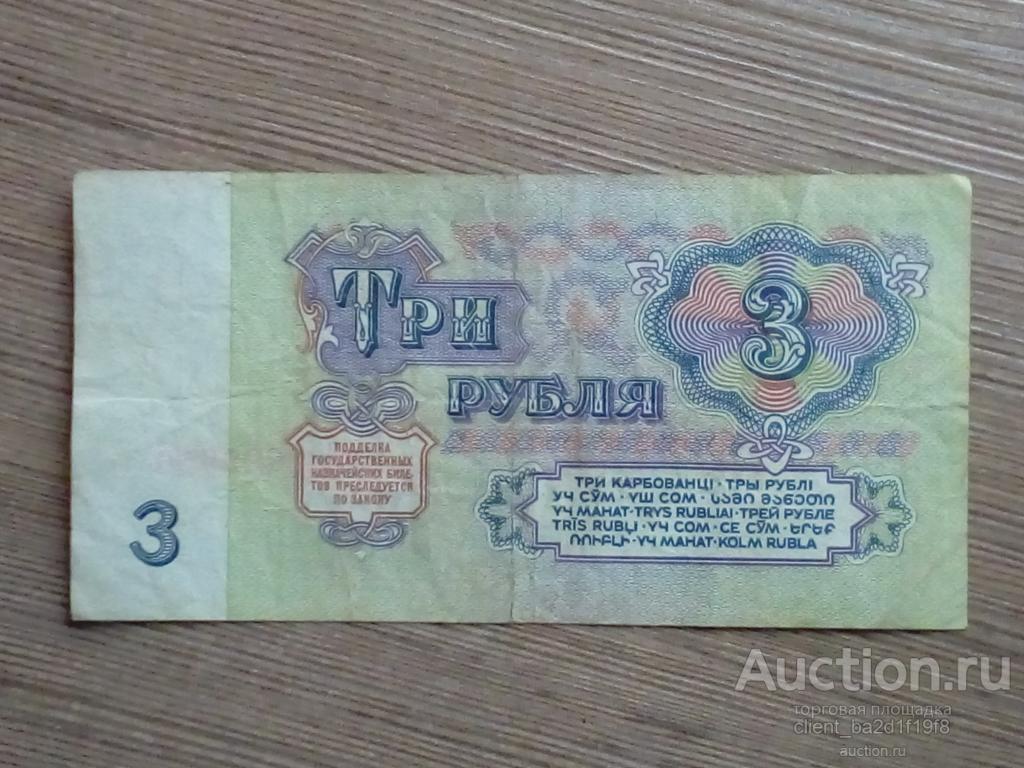 ТРИ
РУБЛЯ
3
ПОДДЕЛКА
ГОСУДАРСТВЕННЫХ
КАЗНАЧЕЙСКИХ БИЛЕ-
ТОВ ПРЕСЛЕДУЕТСЯ
ПО ЗАКОНУ
3
ТРИ КАРБОВАНЦІ · ТРЫ РУБЛІ
УЧ СЎМ · ҮШ СОМ · ᲡᲐᲛᲘ ᲛᲐᲜᲔᲗᲘ
ҮЧ МАНАТ · TRYS RUBLIAI · ТРЕЙ РУБЛЕ
TRĪS RUBĻI · ҮЧ СОМ · СЕ СӮМ · ԵՐԵՔ
ՌՈՒԲԼԻ · ҮЧ МАНАТ · KOLM RUBLA
Auction.ru
торговая площадка
client_ba2d1f19f8
auction.ru